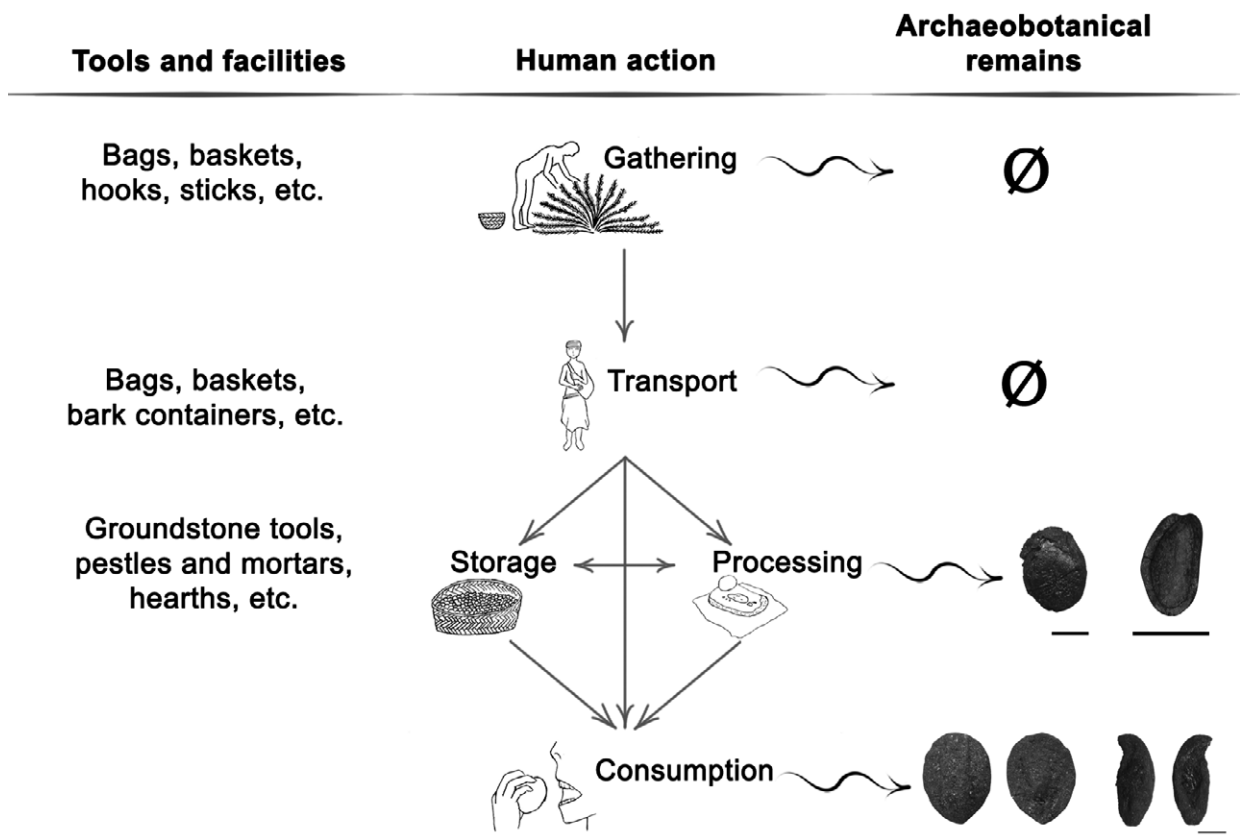 Tools and facilities
Human action
Archaeobotanical
remains
Bags, baskets,
hooks, sticks, etc.
Gathering
Ø
Bags, baskets,
bark containers, etc.
Transport
Ø
Groundstone tools,
pestles and mortars,
hearths, etc.
Storage
Processing
Consumption